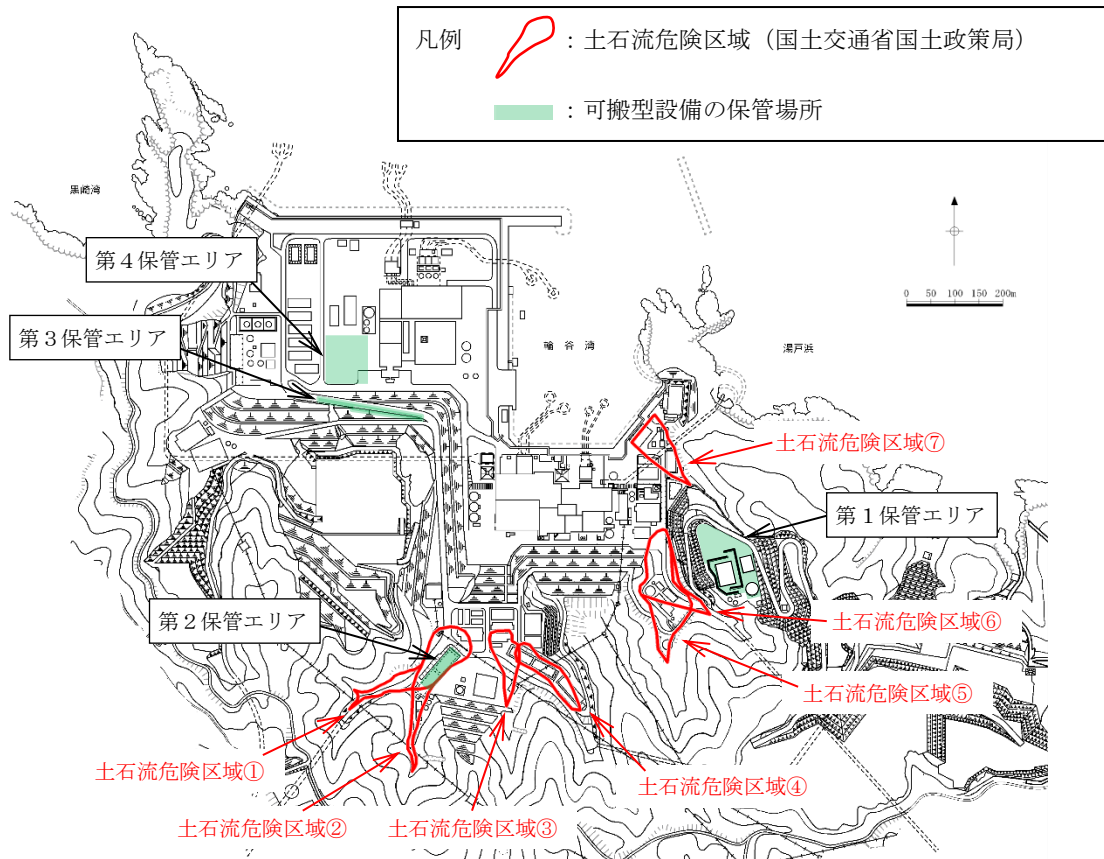 凡例
：土石流危険区域（国土交通省国土政策局）
：可搬型設備の保管場所
黒崎湾
第４保管エリア
第３保管エリア
輪谷湾
湯戸浜
0 50 100 150 200m
土石流危険区域⑦
第１保管エリア
第２保管エリア
土石流危険区域⑥
土石流危険区域⑤
土石流危険区域①
土石流危険区域④
土石流危険区域②
土石流危険区域③